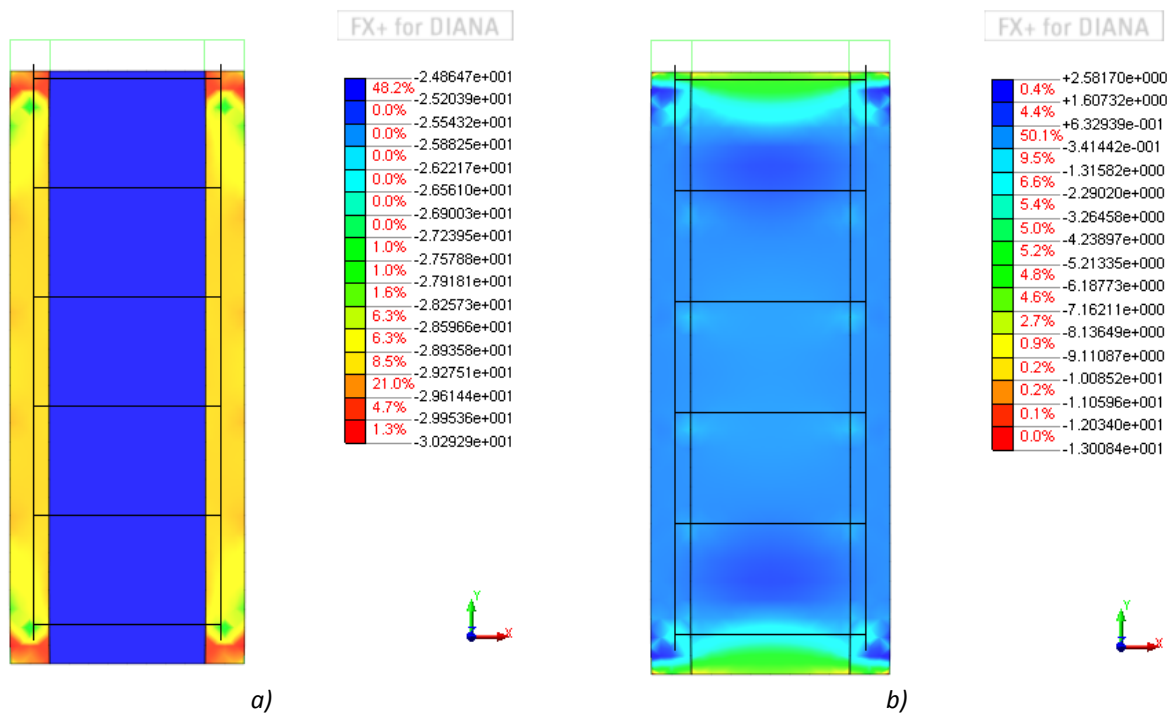 FX+ for DIANA
-2.48647e+001
48.2%
-2.52039e+001
0.0%
-2.55432e+001
0.0%
-2.58825e+001
0.0%
-2.62217e+001
0.0%
-2.65610e+001
0.0%
-2.69003e+001
0.0%
-2.72395e+001
1.0%
-2.75788e+001
1.0%
-2.79181e+001
1.6%
-2.82573e+001
6.3%
-2.85966e+001
6.3%
-2.89358e+001
8.5%
-2.92751e+001
21.0%
-2.96144e+001
4.7%
-2.99536e+001
1.3%
-3.02929e+001
Y
X
a)
FX+ for DIANA
+2.58170e+000
0.4%
+1.60732e+000
4.4%
+6.32939e-001
50.1%
-3.41442e-001
9.5%
-1.31582e+000
6.6%
-2.29020e+000
5.4%
-3.26458e+000
5.0%
-4.23897e+000
5.2%
-5.21335e+000
4.8%
-6.18773e+000
4.6%
-7.16211e+000
2.7%
-8.13649e+000
0.9%
-9.11087e+000
0.2%
-1.00852e+001
0.2%
-1.10596e+001
0.1%
-1.20340e+001
0.0%
-1.30084e+001
Y
X
b)